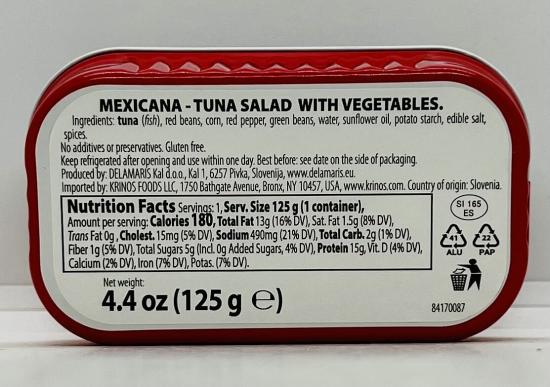 MEXICANA - TUNA SALAD WITH VEGETABLES.
Ingredients: tuna (fish), red beans, corn, red pepper, green beans, water, sunflower oil, potato starch, edible salt,
spices.
No additives or preservatives. Gluten free.
Keep refrigerated after opening and use within one day. Best before: see date on the side of packaging.
Produced by: DELAMARIS Kal d.o.o., Kal 1, 6257 Pivka, Slovenija, www.delamaris.eu.
Imported by: KRINOS FOODS LLC, 1750 Bathgate Avenue, Bronx, NY 10457, USA, www.krinos.com. Country of origin: Slovenia.
Nutrition Facts Servings: 1, Serv. Size 125 g (1 container),
Amount per serving: Calories 180, Total Fat 13g (16% DV), Sat. Fat 1.5g (8% DV),
Trans Fat 0g, Cholest. 15mg (5% DV), Sodium 490mg (21% DV), Total Carb. 2g (1% DV),
Fiber 1g (5% DV), Total Sugars 5g (Incl. 0g Added Sugars, 4% DV), Protein 15g, Vit. D (4% DV),
Calcium (2% DV), Iron (7% DV), Potas. (7% DV).
SI 165
ES
41
ALU
22
PAP
Net weight:
4.4 oz (125 g ℮)
84170087